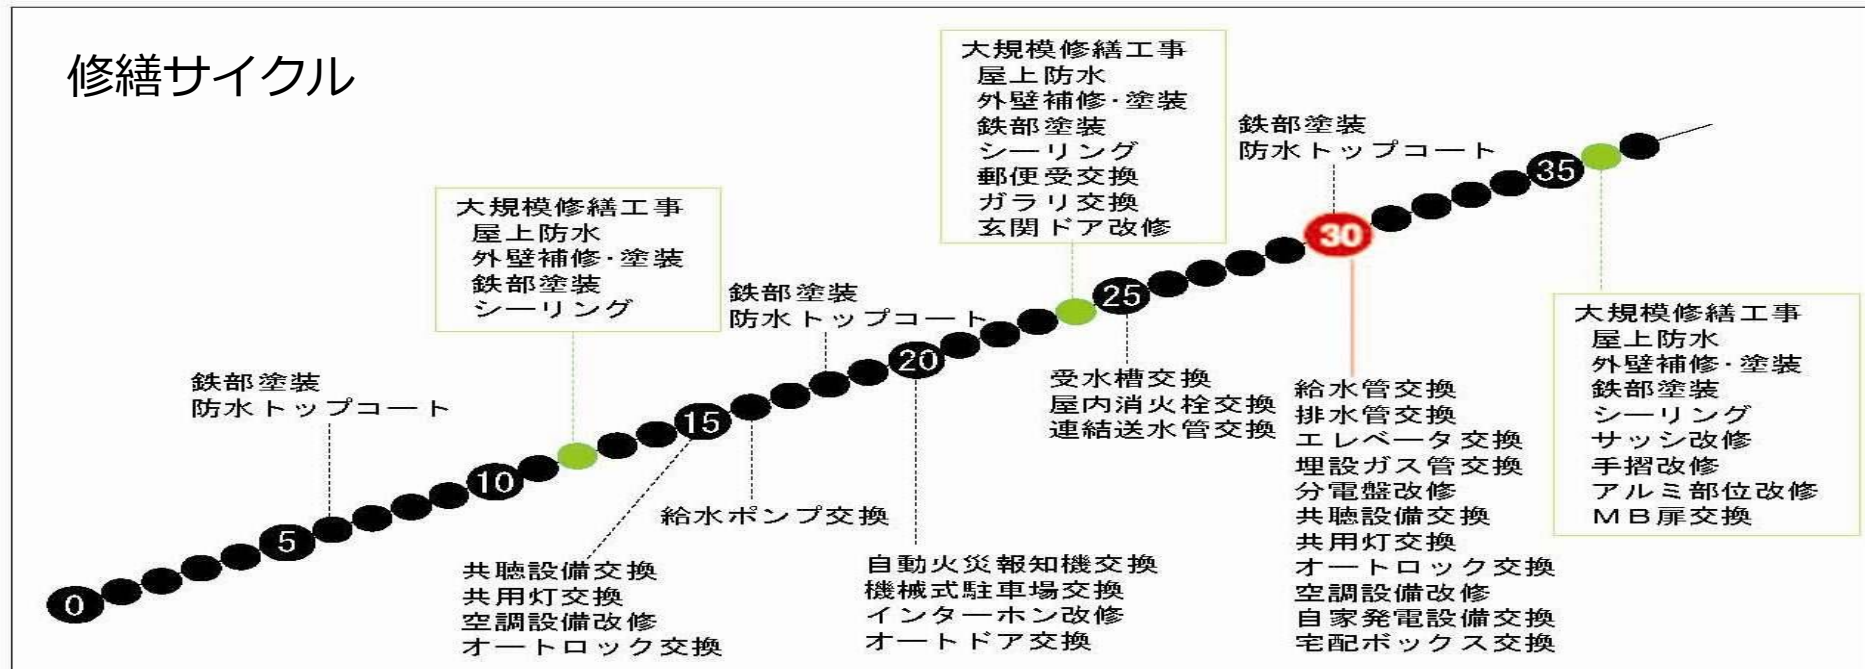 修繕サイクル
大規模修繕工事
屋上防水
外壁補修･塗装
鉄部塗装
シーリング
郵便受交換
ガラリ交換
玄関ドア改修
鉄部塗装
防水トップコート
大規模修繕工事
屋上防水
外壁補修･塗装
鉄部塗装
シーリング
鉄部塗装
防水トップコート
鉄部塗装
防水トップコート
0
5
10
15
20
25
30
35
共聴設備交換
共用灯交換
空調設備改修
オートロック交換
給水ポンプ交換
自動火災報知機交換
機械式駐車場交換
インターホン改修
オートドア交換
受水槽交換
屋内消火栓交換
連結送水管交換
給水管交換
排水管交換
エレベータ交換
埋設ガス管交換
分電盤改修
共聴設備交換
共用灯交換
オートロック交換
空調設備改修
自家発電設備交換
宅配ボックス交換
大規模修繕工事
屋上防水
外壁補修･塗装
鉄部塗装
シーリング
サッシ改修
手摺改修
アルミ部位改修
ＭＢ扉交換